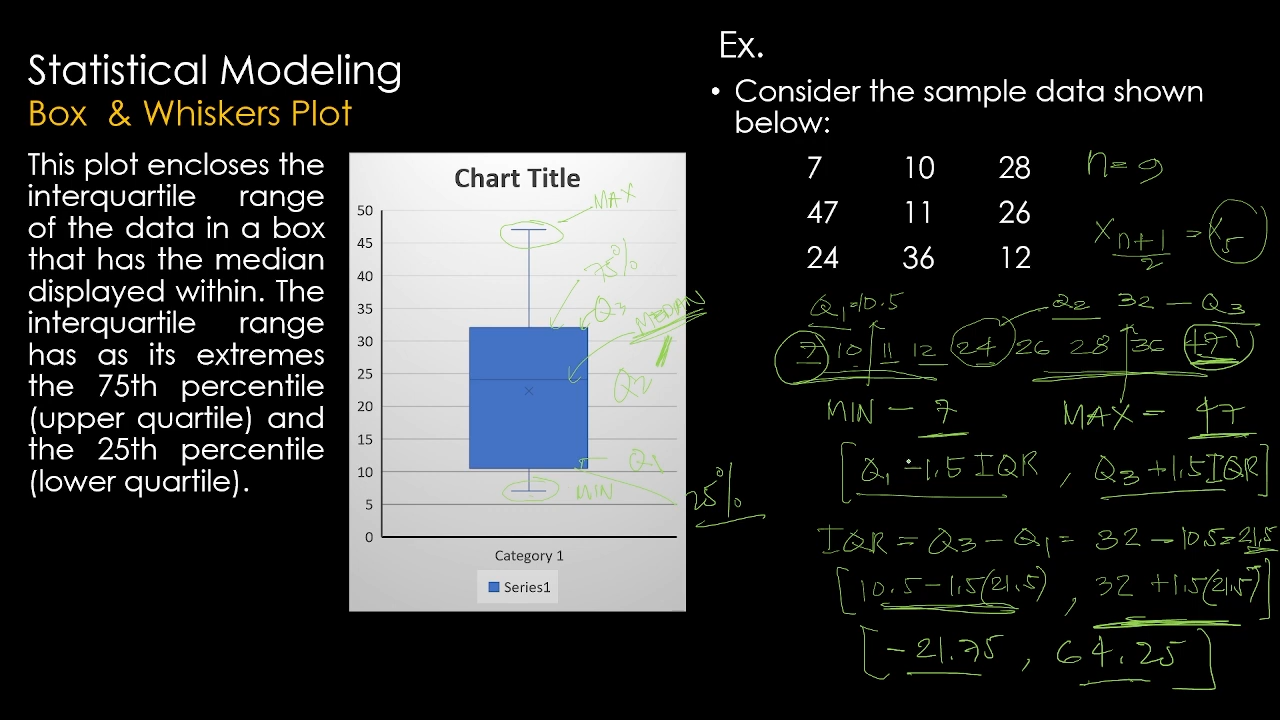 Statistical Modeling
Box & Whiskers Plot
This plot encloses the
interquartile range
of the data in a box
that has the median
displayed within. The
interquartile range
has as its extremes
the 75th percentile
(upper quartile) and
the 25th percentile
(lower quartile).
Chart Title
50
45
40
35
30
25
20
15
10
5
0
Category 1
Series1
MAX
75%
Q3
MEDIAN
Q2
Q1
MIN
25%
Ex.
• Consider the sample data shown
below:
7 10 28
47 11 26
24 36 12
n = 9
x n+1/2 = x5
Q1=10.5 Q2 32 - Q3
7 10 11 12 24 26 28 36 47
MIN - 7 MAX = 47
[Q1 - 1.5 IQR , Q3 + 1.5 IQR]
IQR = Q3 - Q1 = 32 - 10.5 = 21.5
[10.5 - 1.5(21.5) , 32 + 1.5(21.5)]
[-21.75 , 64.25]